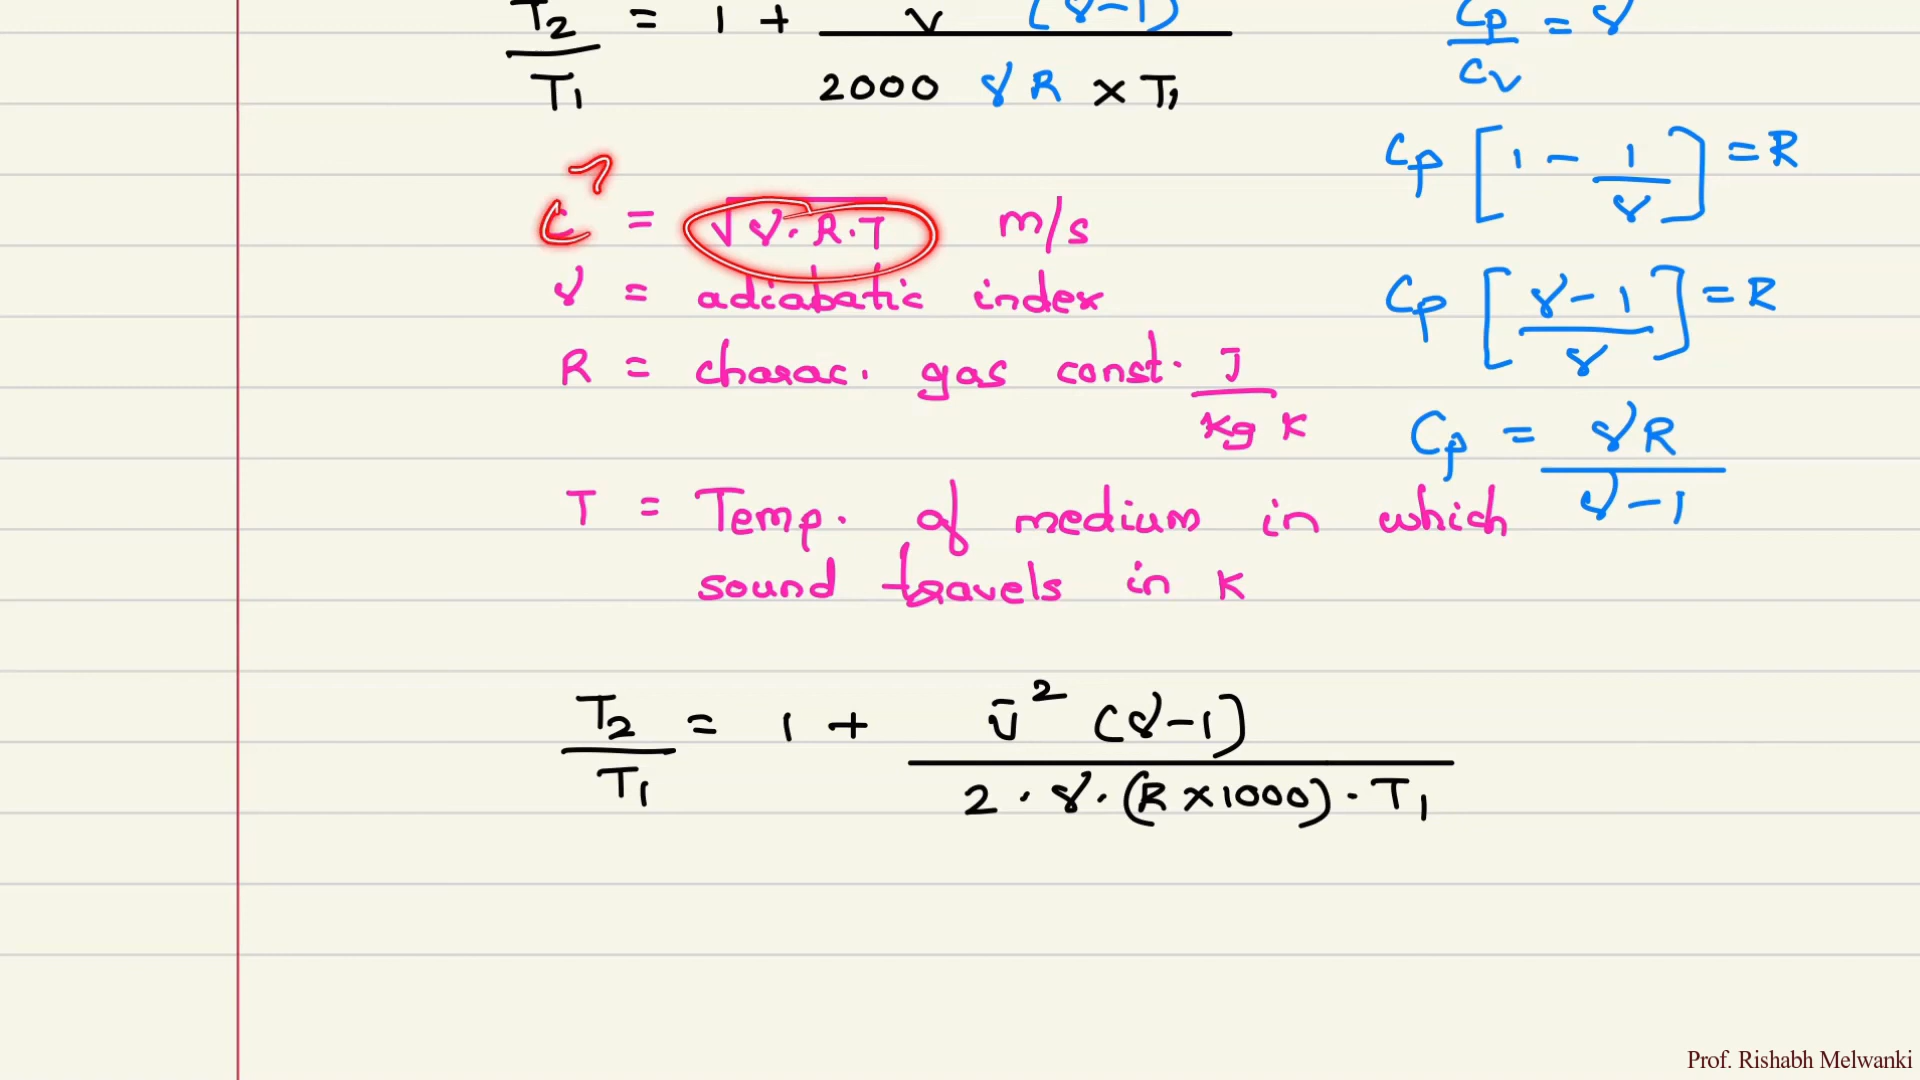 T2/T1 = 1 + v (γ-1) / 2000 γR × T1
Cp/Cv = γ
Cp [1 - 1/γ] = R
Cp [γ-1/γ] = R
Cp = γR/γ-1
C = √γ·R·T m/s
γ = adiabatic index
R = charac. gas const. J/kg K
T = Temp. of medium in which
sound travels in K
T2/T1 = 1 + v̄² (γ-1) / 2·γ·(R×1000)·T1
Prof. Rishabh Melwanki